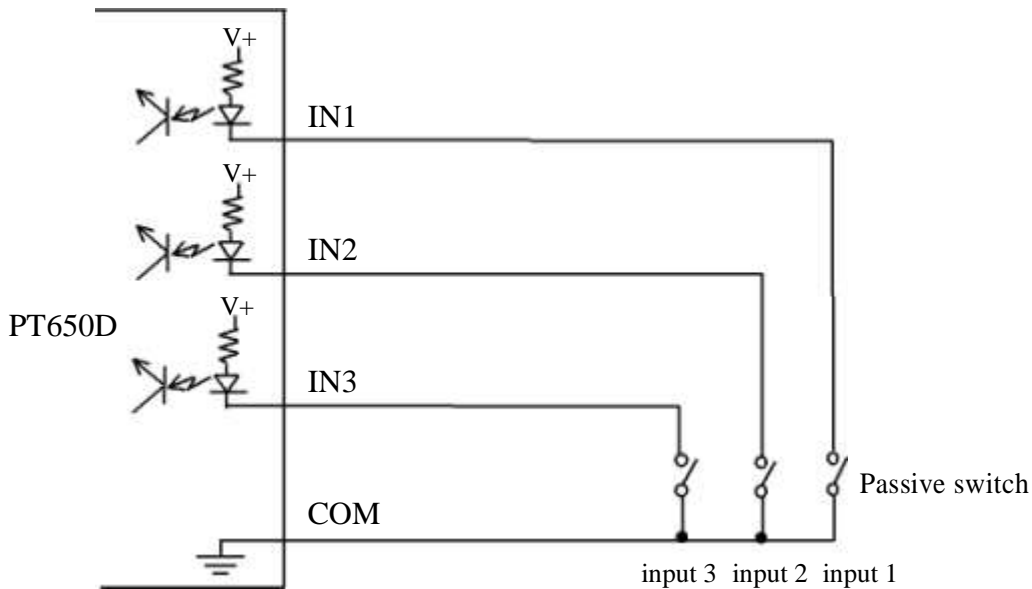 V+
IN1
V+
IN2
V+
PT650D
IN3
Passive switch
COM
input 3 input 2 input 1